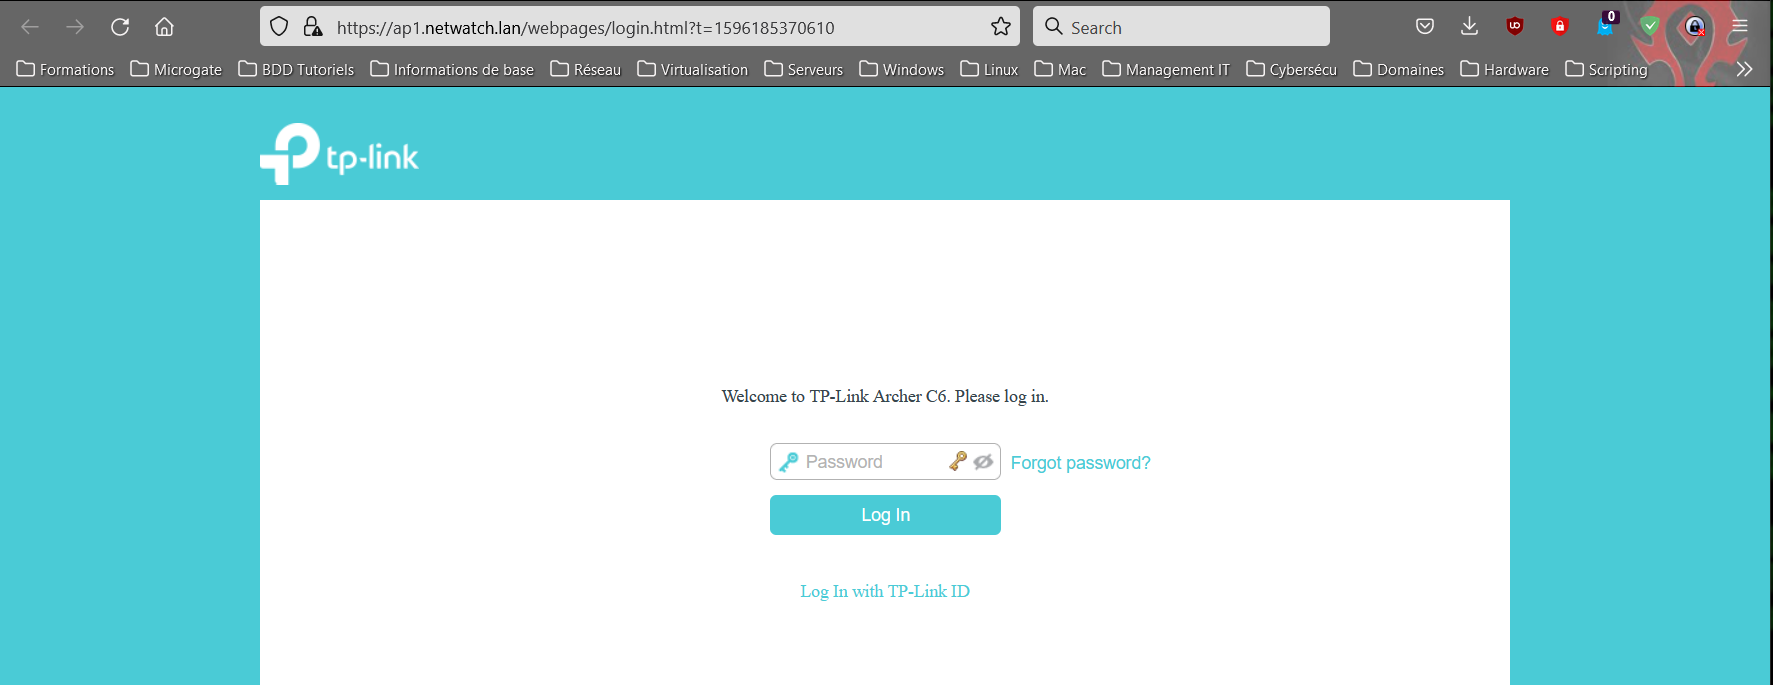 https://ap1.netwatch.lan/webpages/login.html?t=1596185370610 Search 0
Formations Microgate BDD Tutoriels Informations de base Réseau Virtualisation Serveurs Windows Linux Mac Management IT Cybersécu Domaines Hardware Scripting
tp-link
Welcome to TP-Link Archer C6. Please log in.
Password Forgot password?
Log In
Log In with TP-Link ID